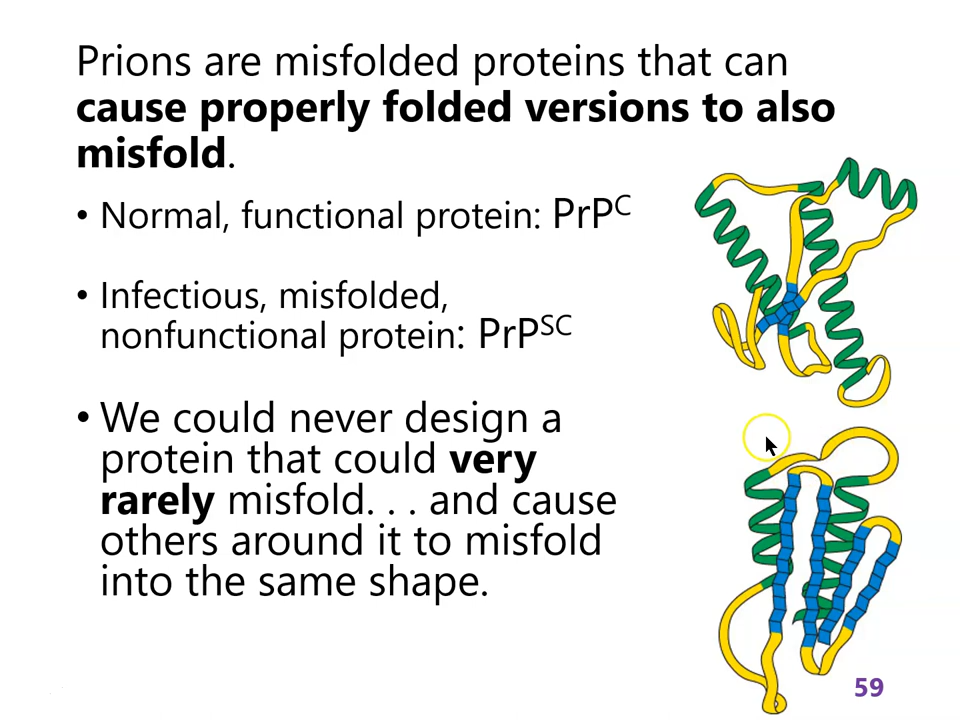 Prions are misfolded proteins that can
cause properly folded versions to also
misfold.
• Normal, functional protein: PrPC
• Infectious, misfolded,
nonfunctional protein: PrPSC
• We could never design a
protein that could very
rarely misfold. . . and cause
others around it to misfold
into the same shape.
59